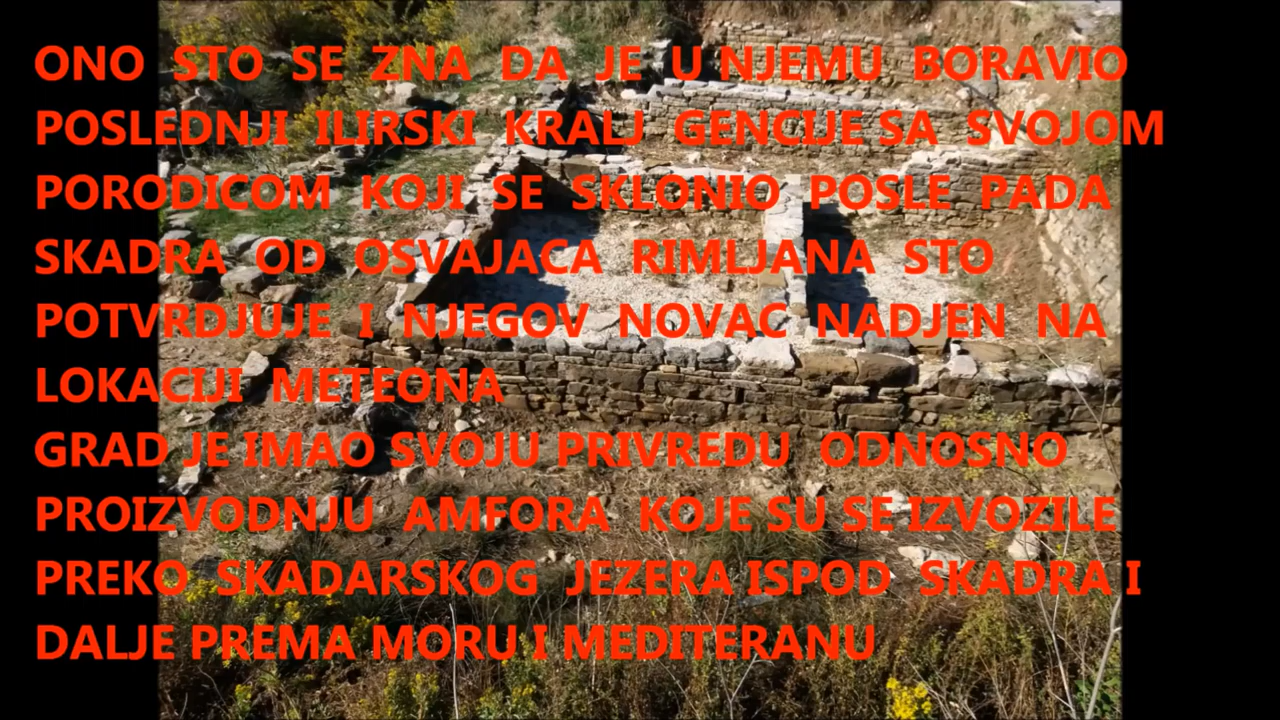 ONO STO SE ZNA DA JE U NJEMU BORAVIO
POSLEDNJI ILIRSKI KRALJ GENCIJE SA SVOJOM
PORODICOM KOJI SE SKLONIO POSLE PADA
SKADRA OD OSVAJACA RIMLJANA STO
POTVRDJUJE I NJEGOV NOVAC NADJEN NA
LOKACIJI METEONA
GRAD JE IMAO SVOJU PRIVREDU ODNOSNO
PROIZVODNJU AMFORA KOJE SU SE IZVOZILE
PREKO SKADARSKOG JEZERA ISPOD SKADRA I
DALJE PREMA MORU I MEDITERANU